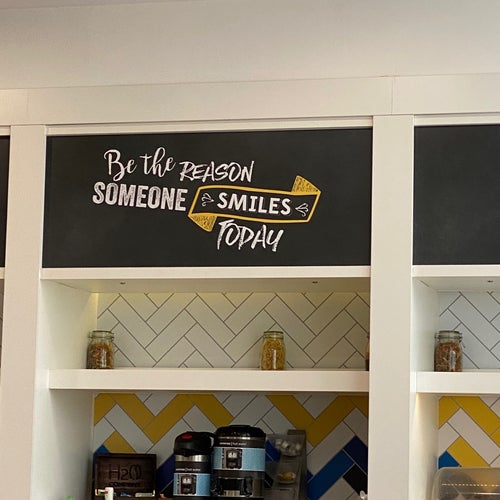 Be the REASON
SOMEONE SMILES
TODAY
H2O